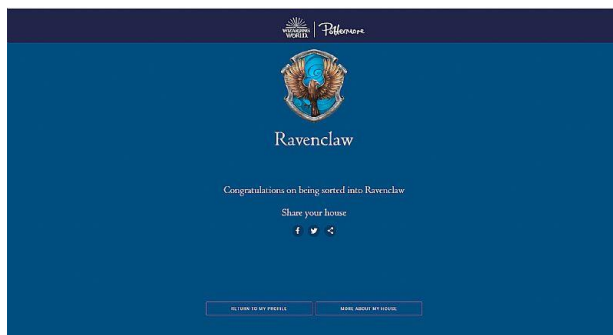 WIZARDING WORLD
Pottermore
Ravenclaw
Congratulations on being sorted into Ravenclaw
Share your house
RETURN TO MY PROFILE
MORE ABOUT MY HOUSE